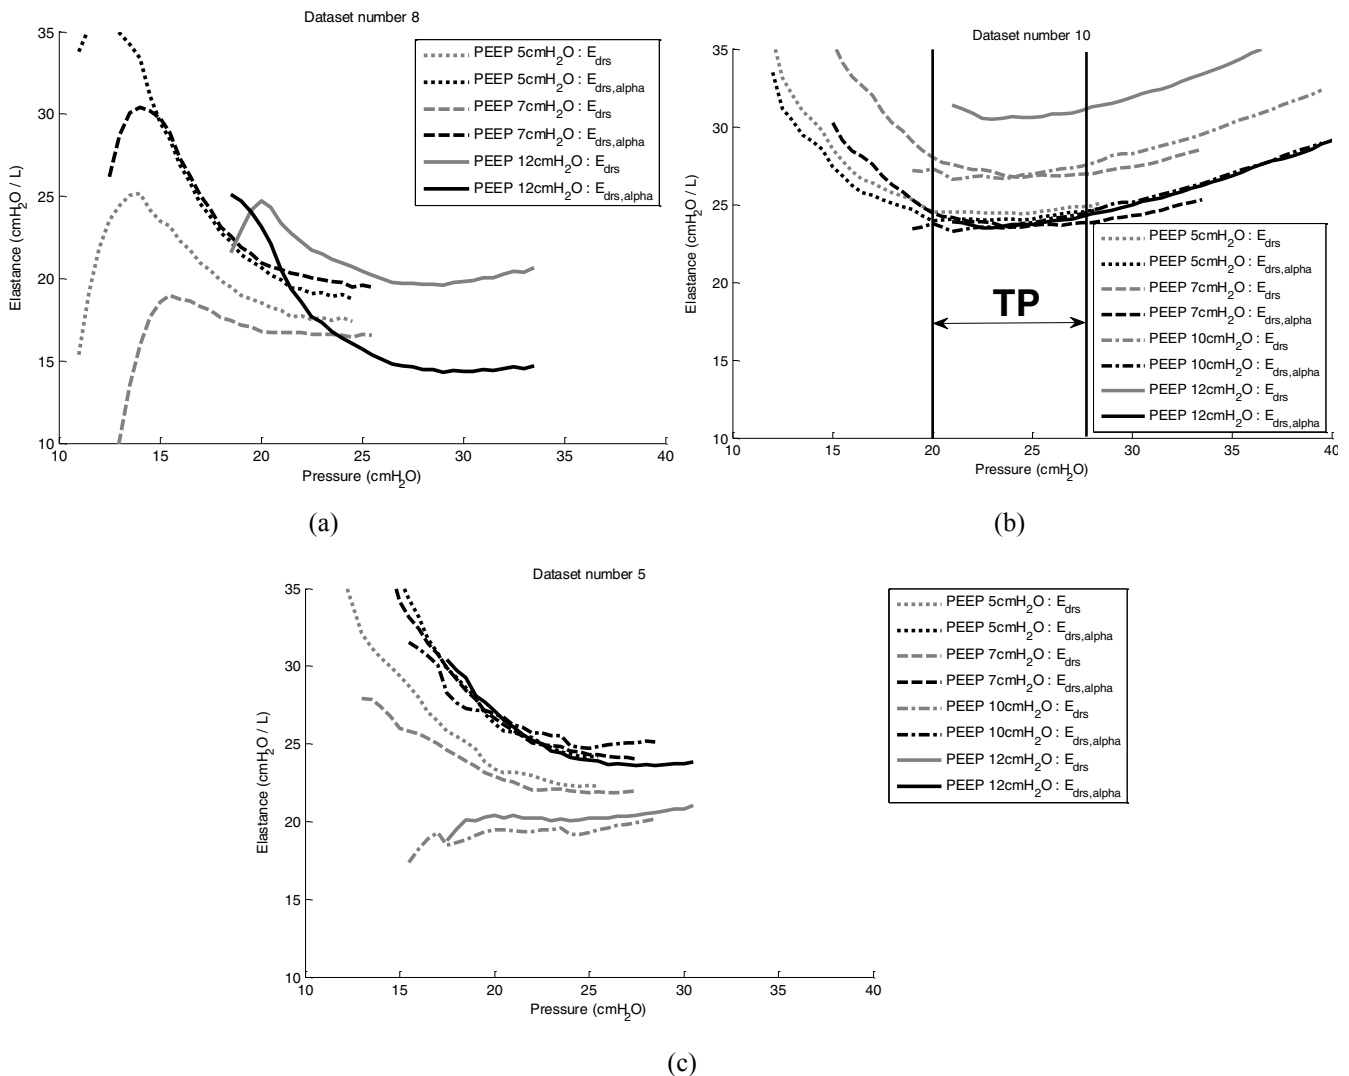 Dataset number 8
35
30
25
20
15
10
Elastance (cmH2O / L)
10 15 20 25 30 35 40
Pressure (cmH2O)
PEEP 5cmH2O : Edrs
PEEP 5cmH2O : Edrs,alpha
PEEP 7cmH2O : Edrs
PEEP 7cmH2O : Edrs,alpha
PEEP 12cmH2O : Edrs
PEEP 12cmH2O : Edrs,alpha
(a)
Dataset number 10
35
30
25
20
15
10
Elastance (cmH2O / L)
10 15 20 25 30 35 40
Pressure (cmH2O)
TP
PEEP 5cmH2O : Edrs
PEEP 5cmH2O : Edrs,alpha
PEEP 7cmH2O : Edrs
PEEP 7cmH2O : Edrs,alpha
PEEP 10cmH2O : Edrs
PEEP 10cmH2O : Edrs,alpha
PEEP 12cmH2O : Edrs
PEEP 12cmH2O : Edrs,alpha
(b)
Dataset number 5
35
30
25
20
15
10
Elastance (cmH2O / L)
10 15 20 25 30 35 40
Pressure (cmH2O)
PEEP 5cmH2O : Edrs
PEEP 5cmH2O : Edrs,alpha
PEEP 7cmH2O : Edrs
PEEP 7cmH2O : Edrs,alpha
PEEP 10cmH2O : Edrs
PEEP 10cmH2O : Edrs,alpha
PEEP 12cmH2O : Edrs
PEEP 12cmH2O : Edrs,alpha
(c)